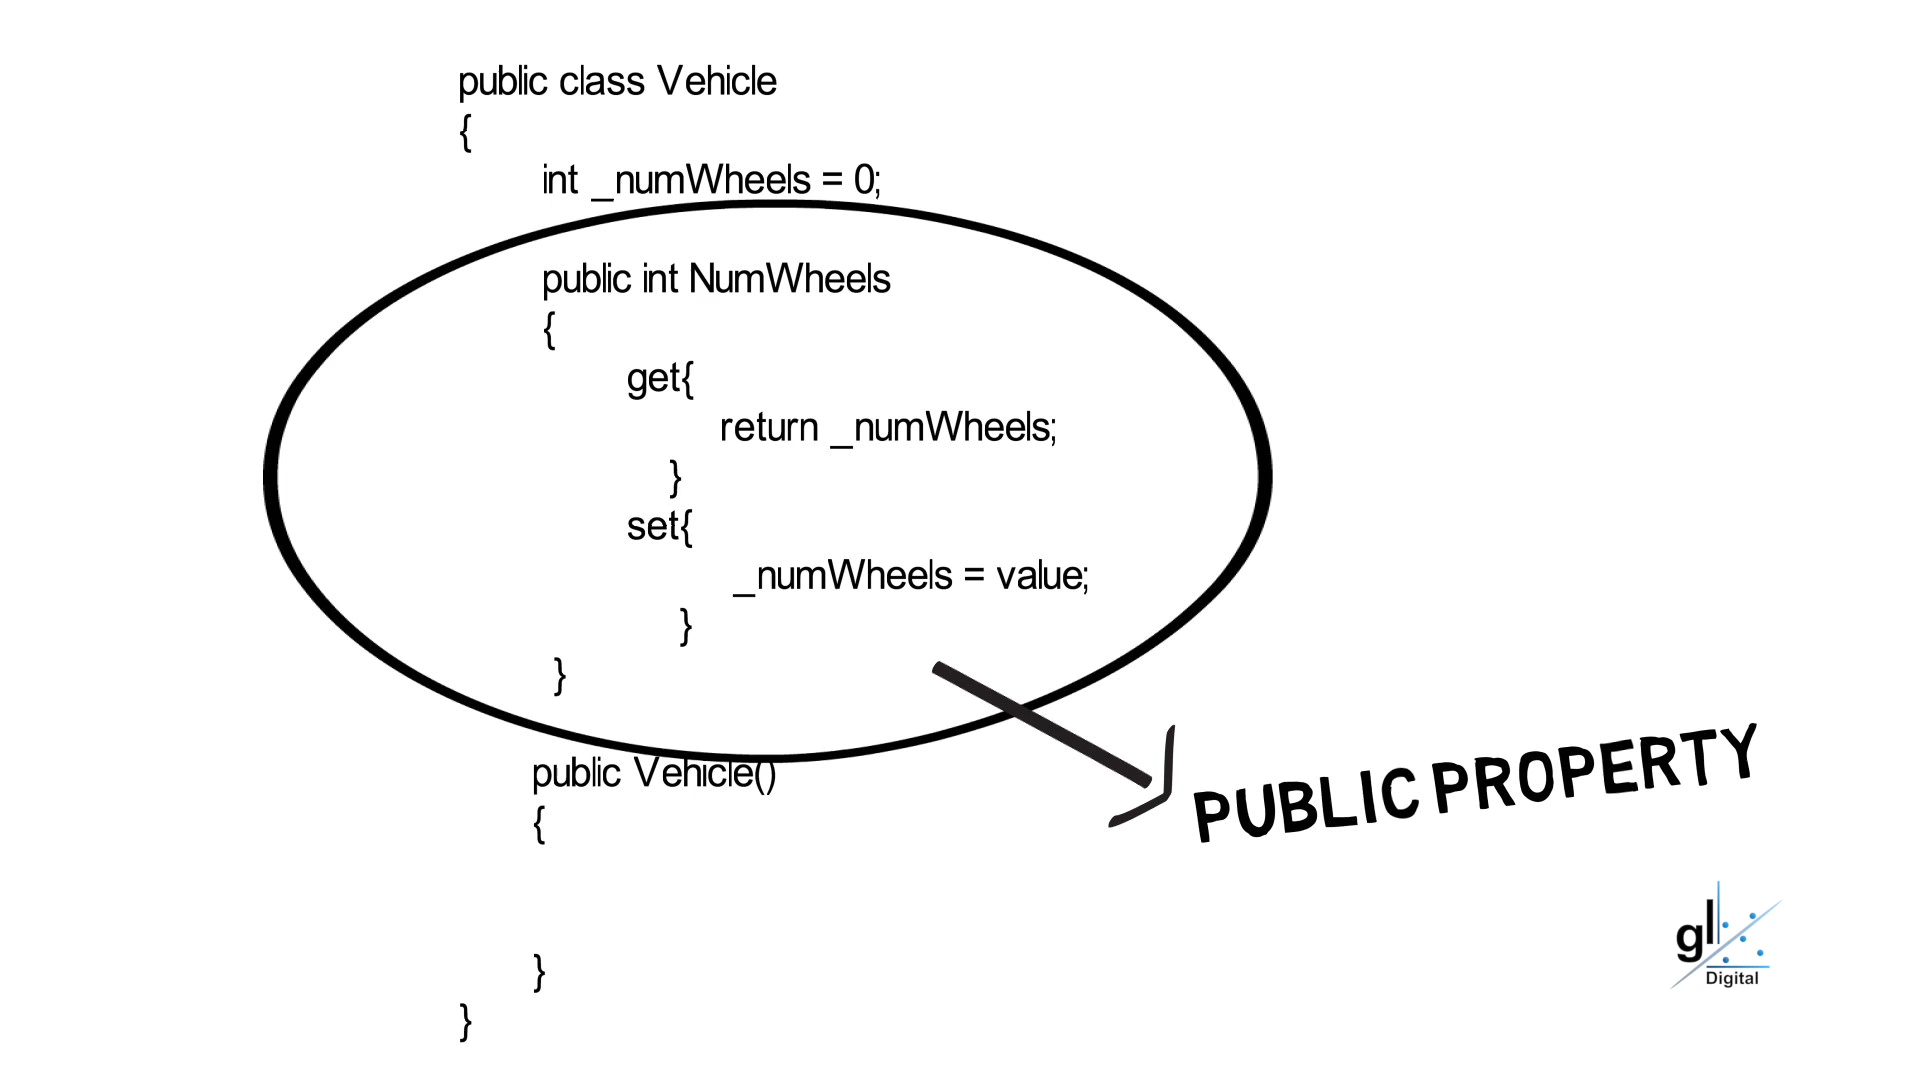 public class Vehicle
{
int _numWheels = 0;
public int NumWheels
{
get{
return _numWheels;
}
set{
_numWheels = value;
}
}
public Vehicle()
{
}
}
PUBLIC PROPERTY
gl
Digital